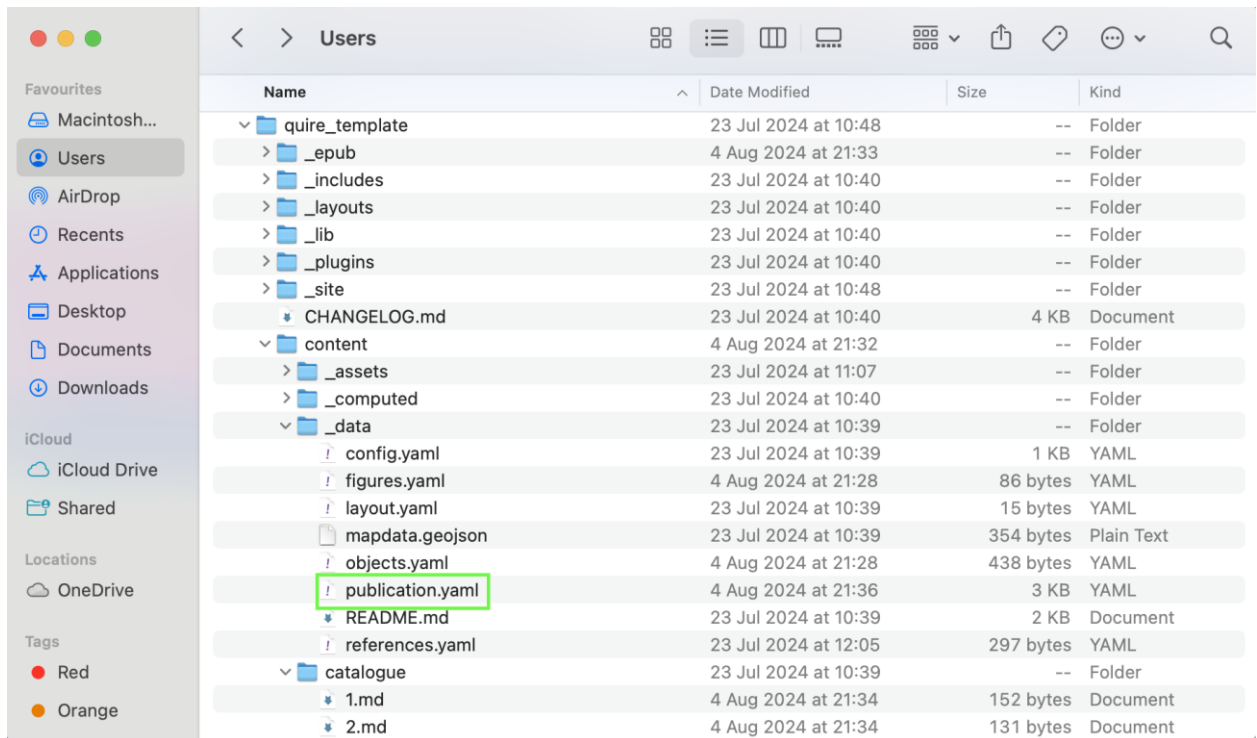 Users
Favourites
Macintosh...
Users
AirDrop
Recents
Applications
Desktop
Documents
Downloads
iCloud
iCloud Drive
Shared
Locations
OneDrive
Tags
Red
Orange
Name Date Modified Size Kind
quire_template 23 Jul 2024 at 10:48 -- Folder
_epub 4 Aug 2024 at 21:33 -- Folder
_includes 23 Jul 2024 at 10:40 -- Folder
_layouts 23 Jul 2024 at 10:40 -- Folder
_lib 23 Jul 2024 at 10:40 -- Folder
_plugins 23 Jul 2024 at 10:40 -- Folder
_site 23 Jul 2024 at 10:48 -- Folder
CHANGELOG.md 23 Jul 2024 at 10:40 4 KB Document
content 4 Aug 2024 at 21:32 -- Folder
_assets 23 Jul 2024 at 11:07 -- Folder
_computed 23 Jul 2024 at 10:40 -- Folder
_data 23 Jul 2024 at 10:39 -- Folder
config.yaml 23 Jul 2024 at 10:39 1 KB YAML
figures.yaml 4 Aug 2024 at 21:28 86 bytes YAML
layout.yaml 23 Jul 2024 at 10:39 15 bytes YAML
mapdata.geojson 23 Jul 2024 at 10:39 354 bytes Plain Text
objects.yaml 4 Aug 2024 at 21:28 438 bytes YAML
publication.yaml 4 Aug 2024 at 21:36 3 KB YAML
README.md 23 Jul 2024 at 10:39 2 KB Document
references.yaml 23 Jul 2024 at 12:05 297 bytes YAML
catalogue 23 Jul 2024 at 10:39 -- Folder
1.md 4 Aug 2024 at 21:34 152 bytes Document
2.md 4 Aug 2024 at 21:34 131 bytes Document